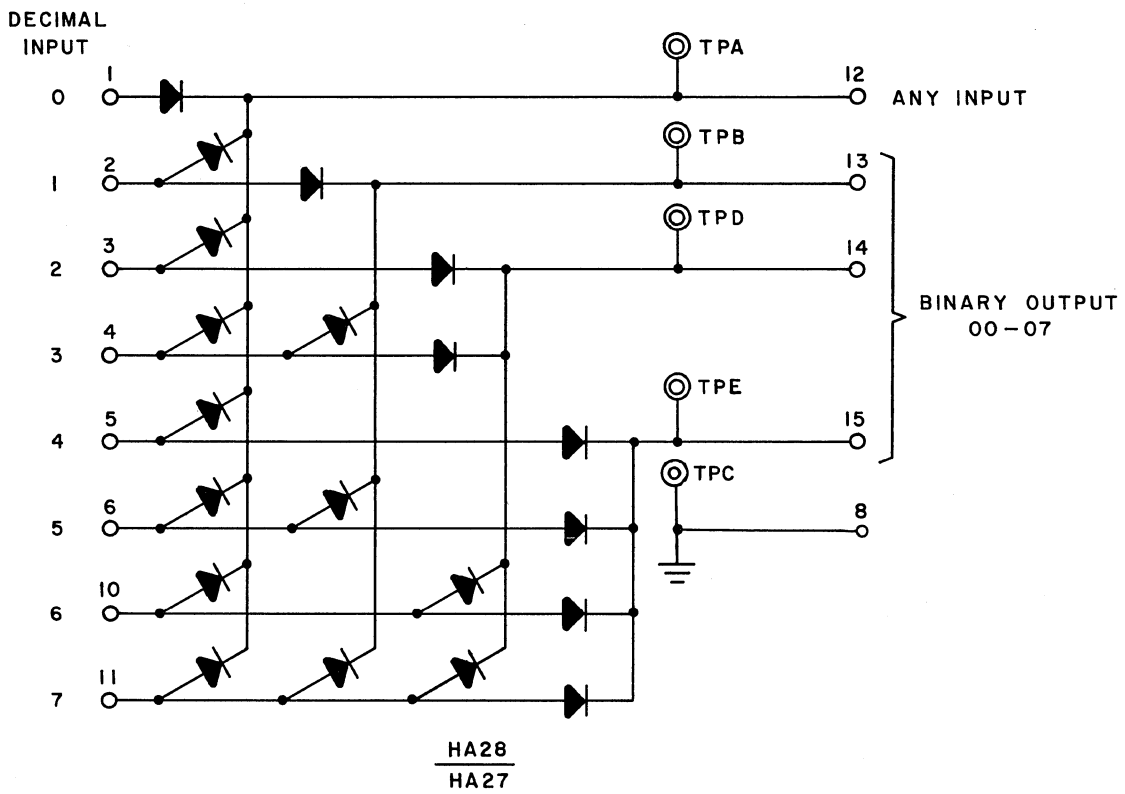 DECIMAL
INPUT
TPA
1
12
0
ANY INPUT
TPB
2
13
1
TPD
3
14
2
BINARY OUTPUT
00-07
4
3
TPE
5
15
4
TPC
6
8
5
10
6
11
7
HA28
HA27